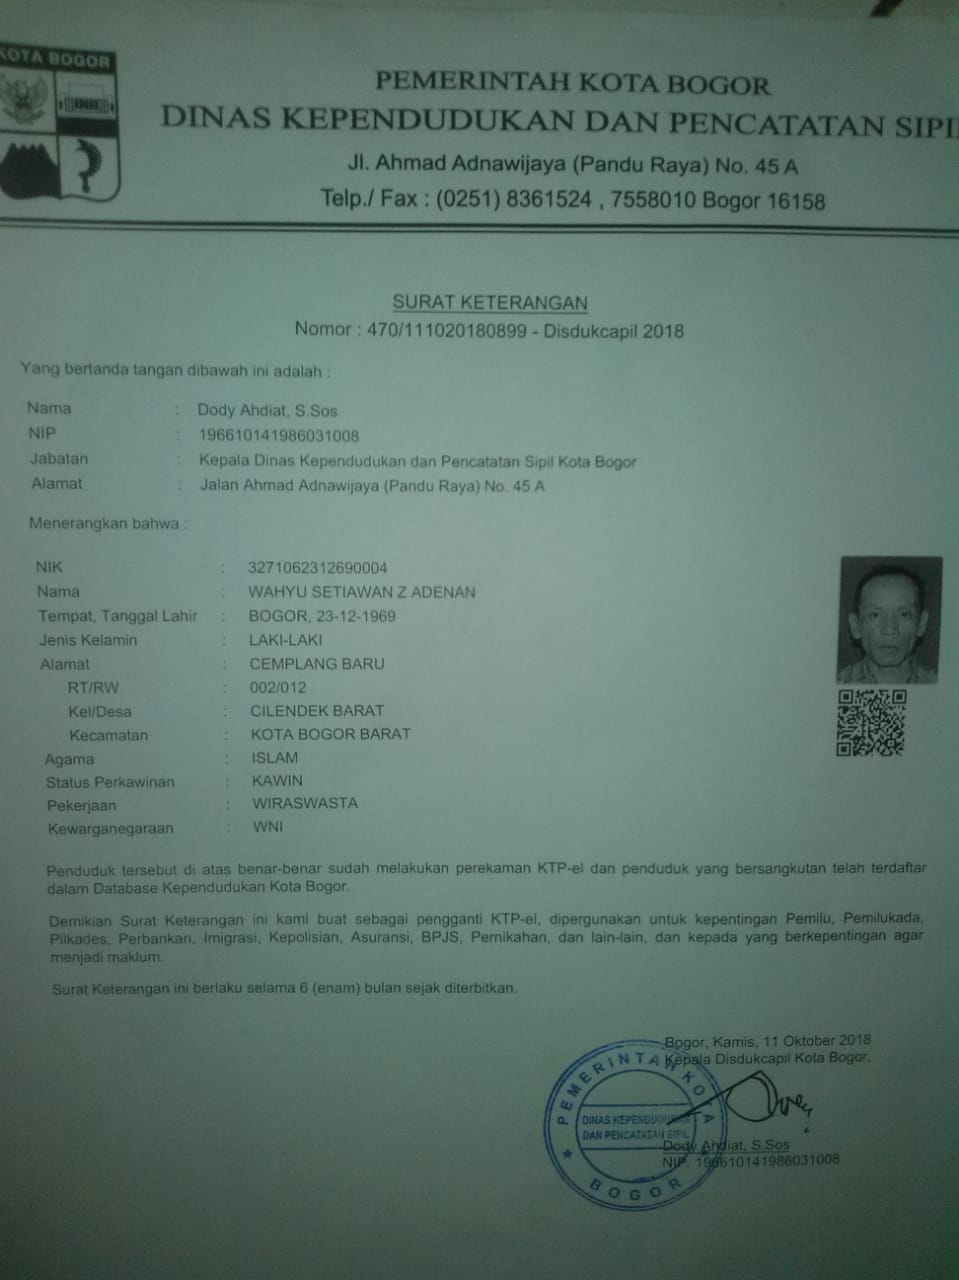 KOTA BOGOR
PEMERINTAH KOTA BOGOR
DINAS KEPENDUDUKAN DAN PENCATATAN SIPI
Jl. Ahmad Adnawijaya (Pandu Raya) No. 45 A
Telp./ Fax : (0251) 8361524 , 7558010 Bogor 16158
SURAT KETERANGAN
Nomor : 470/111020180899 - Disdukcapil 2018
Yang bertanda tangan dibawah ini adalah :
Nama : Dody Ahdiat, S.Sos
NIP : 196610141986031008
Jabatan : Kepala Dinas Kependudukan dan Pencatatan Sipil Kota Bogor
Alamat : Jalan Ahmad Adnawijaya (Pandu Raya) No. 45 A
Menerangkan bahwa :
NIK : 3271062312690004
Nama : WAHYU SETIAWAN Z ADENAN
Tempat, Tanggal Lahir : BOGOR, 23-12-1969
Jenis Kelamin : LAKI-LAKI
Alamat : CEMPLANG BARU
RT/RW : 002/012
Kel/Desa : CILENDEK BARAT
Kecamatan : KOTA BOGOR BARAT
Agama : ISLAM
Status Perkawinan : KAWIN
Pekerjaan : WIRASWASTA
Kewarganegaraan : WNI
Penduduk tersebut di atas benar-benar sudah melakukan perekaman KTP-el dan penduduk yang bersangkutan telah terdaftar
dalam Database Kependudukan Kota Bogor.
Demikian Surat Keterangan ini kami buat sebagai pengganti KTP-el, dipergunakan untuk kepentingan Pemilu, Pemilukada,
Pilkades, Perbankan, Imigrasi, Kepolisian, Asuransi, BPJS, Pernikahan, dan lain-lain, dan kepada yang berkepentingan agar
menjadi maklum.
Surat Keterangan ini berlaku selama 6 (enam) bulan sejak diterbitkan.
Bogor, Kamis, 11 Oktober 2018
Kepala Disdukcapil Kota Bogor,
PEMERINTAH KOTA
DINAS KEPENDUDUKAN
DAN PENCATATAN SIPIL
BOGOR
Dody Ahdiat, S.Sos
NIP. 196610141986031008